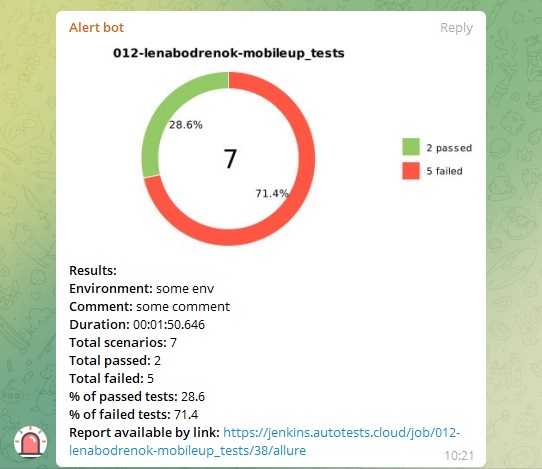 Alert bot Reply
012-lenabodrenok-mobileup_tests
28.6%
7
71.4%
2 passed
5 failed
Results:
Environment: some env
Comment: some comment
Duration: 00:01:50.646
Total scenarios: 7
Total passed: 2
Total failed: 5
% of passed tests: 28.6
% of failed tests: 71.4
Report available by link: https://jenkins.autotests.cloud/job/012-
lenabodrenok-mobileup_tests/38/allure
10:21